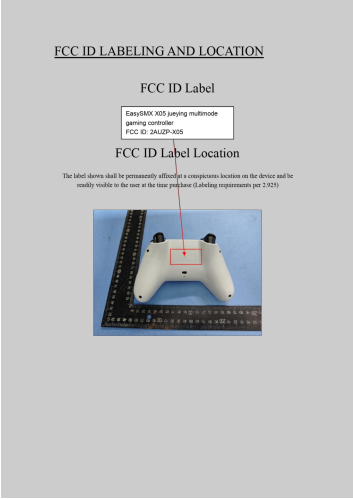 FCC ID LABELING AND LOCATION
FCC ID Label
EasySMX X05 jueying multimode
gaming controller
FCC ID: 2AUZP-X05
FCC ID Label Location
The label shown shall be permanently affixed at a conspicuous location on the device and be
readily visible to the user at the time purchase (Labeling requirements per 2.925)